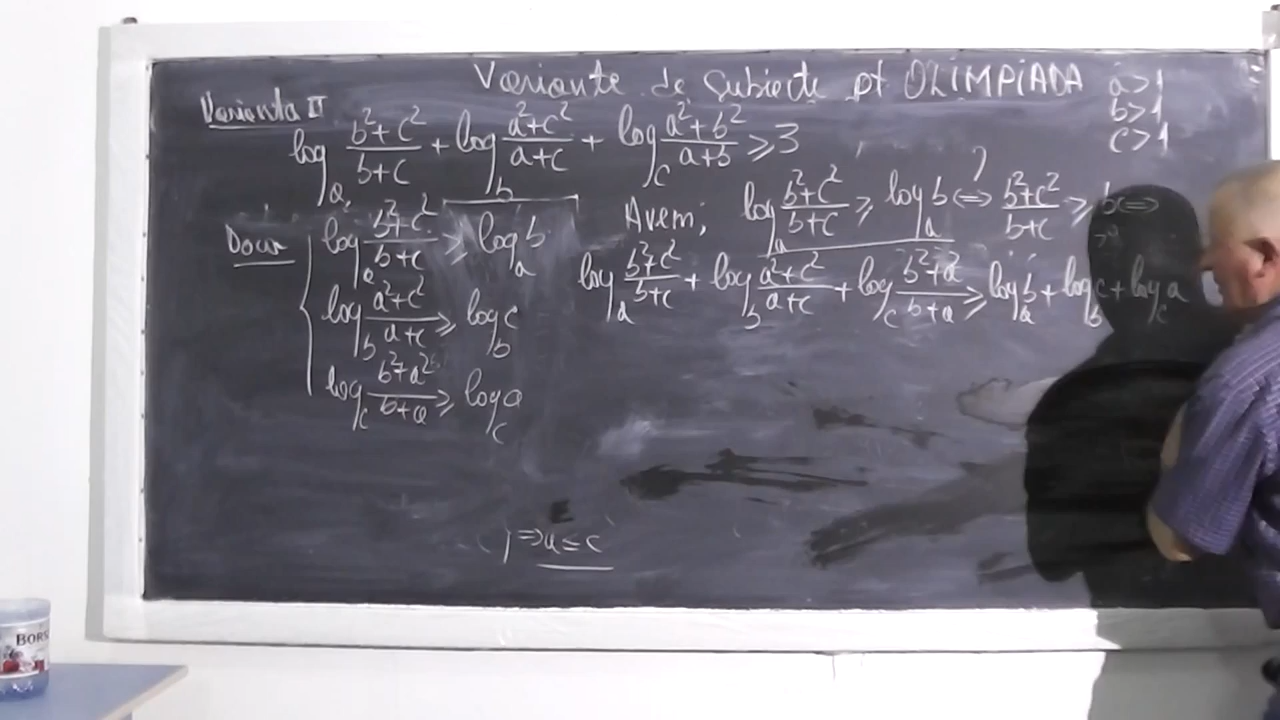 Variante de subiecte pt OLIMPIADA
a>1
b>1
c>1
Varianta II
log_a (b²+c²)/(b+c) + log_b (a²+c²)/(a+c) + log_c (a²+b²)/(a+b) ≥ 3
Avem; log_a (b²+c²)/(b+c) ≥ log_a b ⇔ (b²+c²)/(b+c) ≥ b ⇔
?
log_a (b²+c²)/(b+c) ≥ log_a b
log_b (a²+c²)/(a+c) ≥ log_b c
log_c (b²+a²)/(b+a) ≥ log_c a
log_a (b²+c²)/(b+c) + log_b (a²+c²)/(a+c) + log_c (b²+a²)/(b+a) ≥ log_a b + log_b c + log_c a
⇒ a ≤ c
BORS